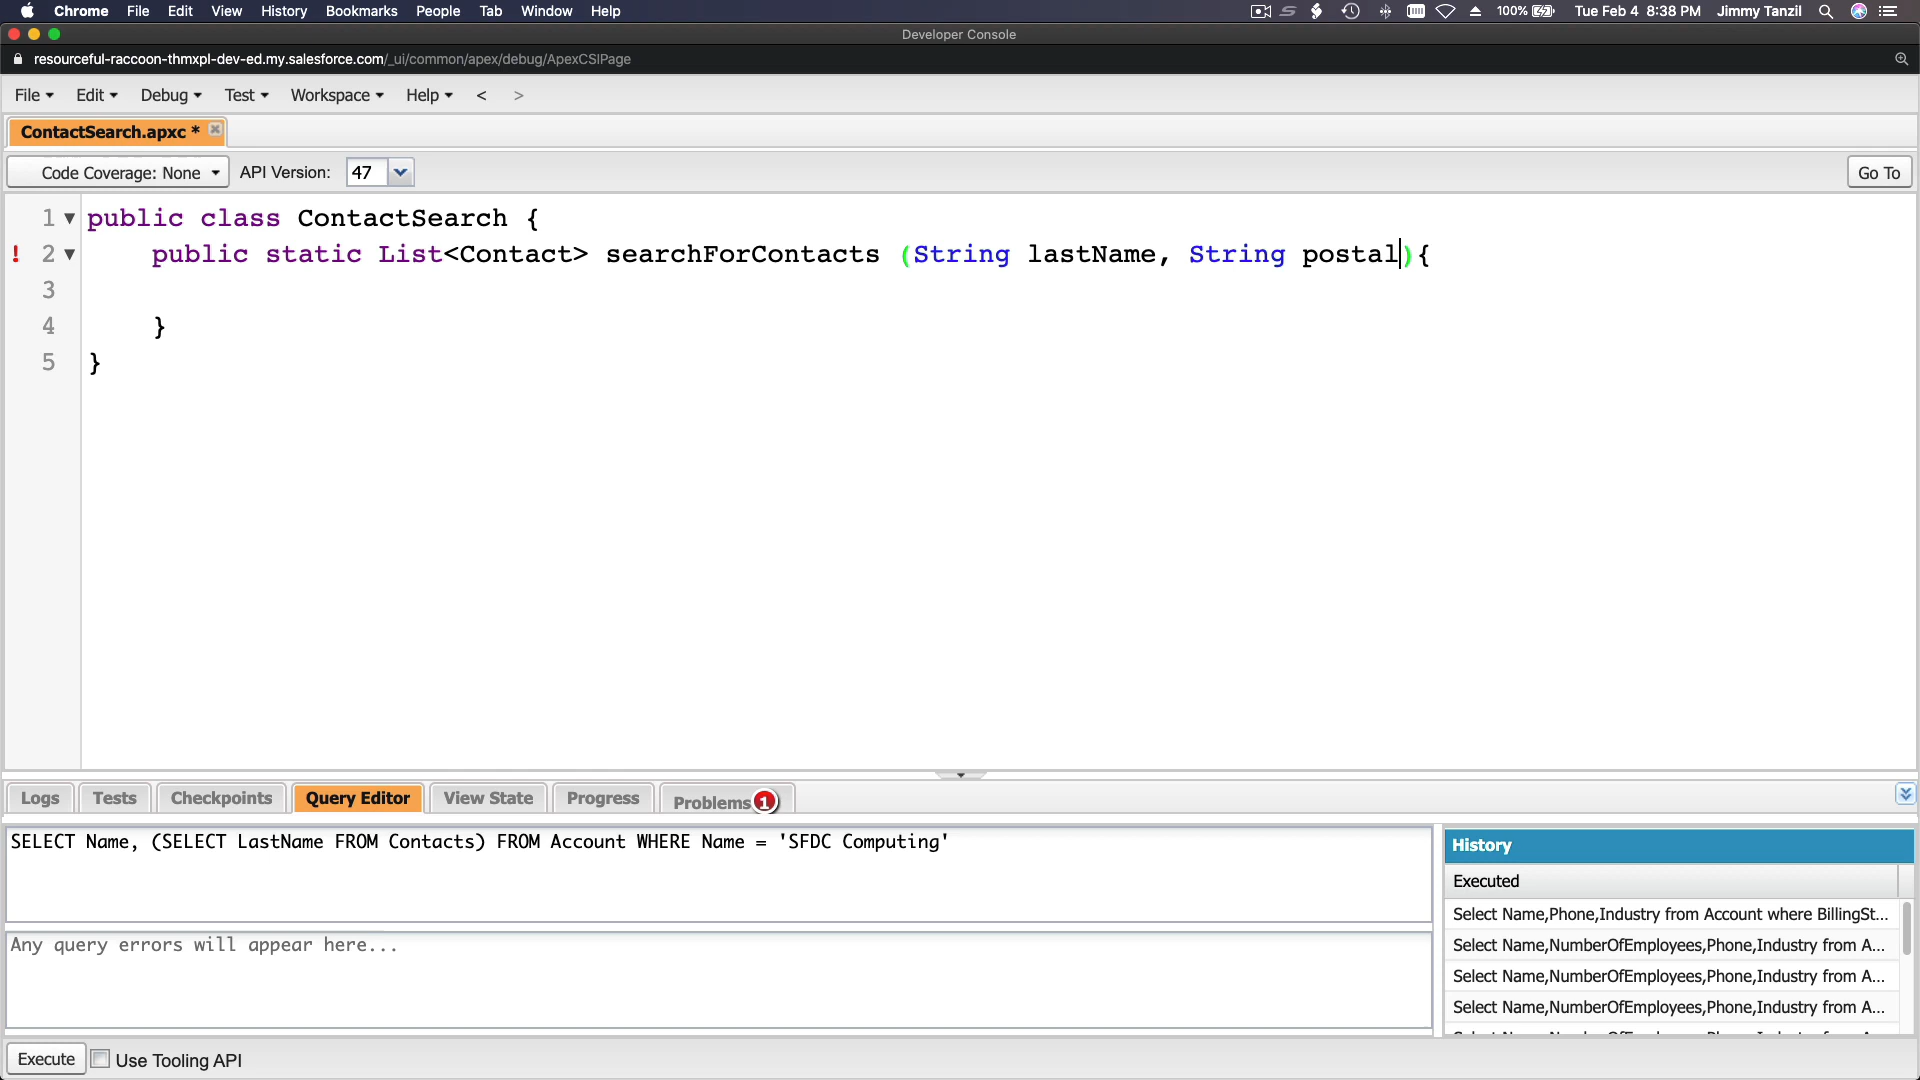 Chrome File Edit View History Bookmarks People Tab Window Help 100% Tue Feb 4 8:38 PM Jimmy Tanzil
Developer Console
resourceful-raccoon-thmxpl-dev-ed.my.salesforce.com/_ui/common/apex/debug/ApexCSIPage
File Edit Debug Test Workspace Help < >
ContactSearch.apxc *
Code Coverage: None API Version: 47 Go To
1 public class ContactSearch {
! 2 public static List<Contact> searchForContacts (String lastName, String postal){
3
4 }
5 }
Logs Tests Checkpoints Query Editor View State Progress Problems 1
SELECT Name, (SELECT LastName FROM Contacts) FROM Account WHERE Name = 'SFDC Computing'
Any query errors will appear here...
History
Executed
Select Name,Phone,Industry from Account where BillingSt...
Select Name,NumberOfEmployees,Phone,Industry from A...
Select Name,NumberOfEmployees,Phone,Industry from A...
Select Name,NumberOfEmployees,Phone,Industry from A...
Execute Use Tooling API